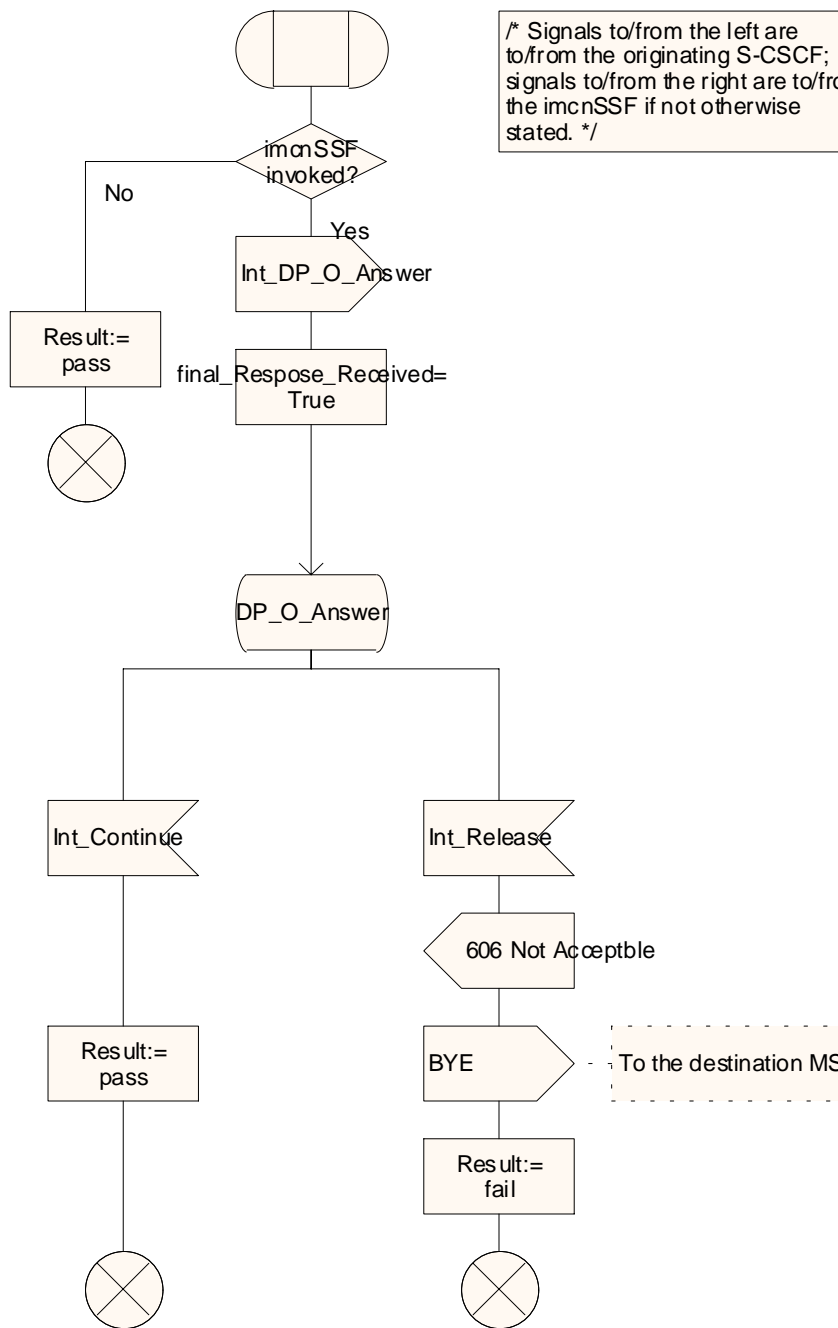 /* Signals to/from the left are
to/from the originating S-CSCF;
signals to/from the right are to/fro
the imcnSSF if not otherwise
stated. */
imcnSSF
invoked?
No
Yes
Int_DP_O_Answer
Result:=
pass
final_Respose_Received=
True
DP_O_Answer
Int_Continue
Int_Release
606 Not Acceptble
Result:=
pass
BYE
To the destination MS
Result:=
fail